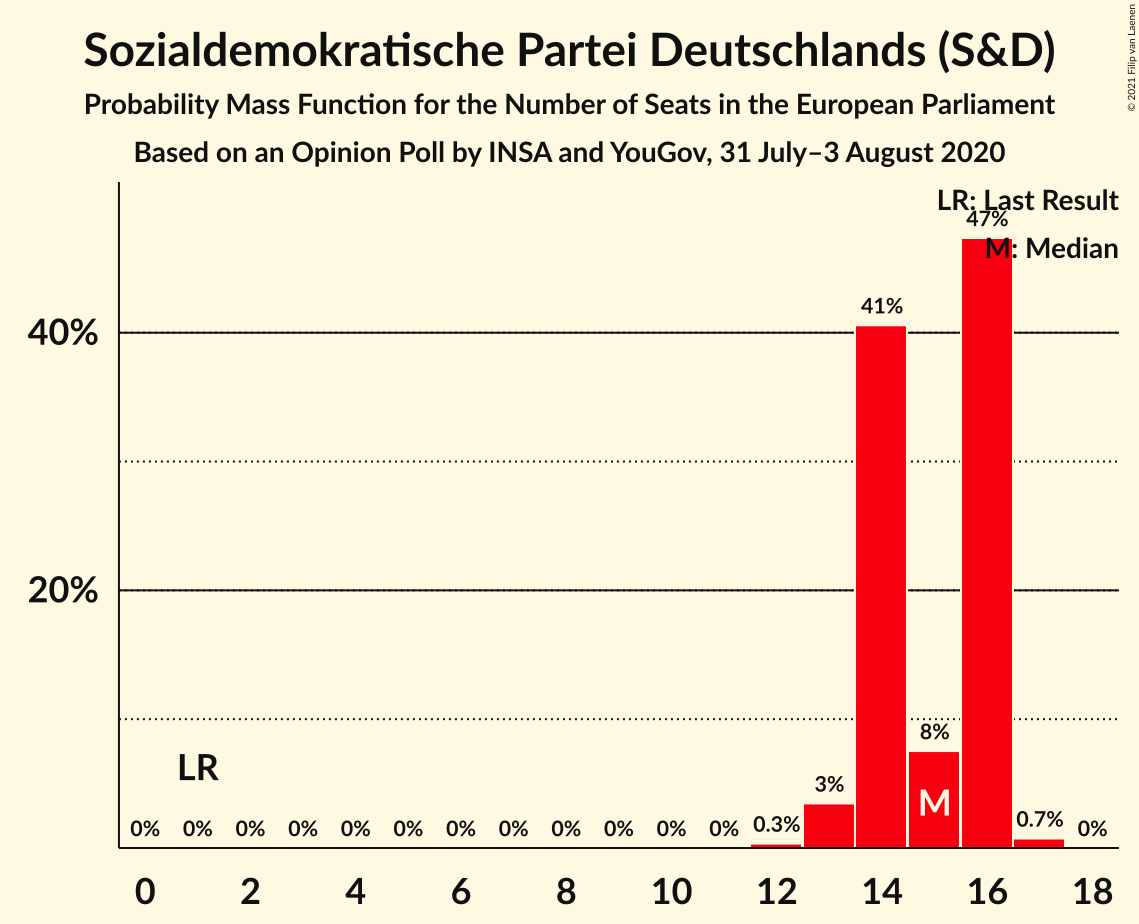 Sozialdemokratische Partei Deutschlands (S&D)
Probability Mass Function for the Number of Seats in the European Parliament
Based on an Opinion Poll by INSA and YouGov, 31 July–3 August 2020
© 2021 Filip van Laenen
LR: Last Result
M: Median
47%
41%
40%
20%
8%
LR
3%
M
0% 0% 0% 0% 0% 0% 0% 0% 0% 0% 0% 0% 0.3% 0.7% 0%
0 2 4 6 8 10 12 14 16 18